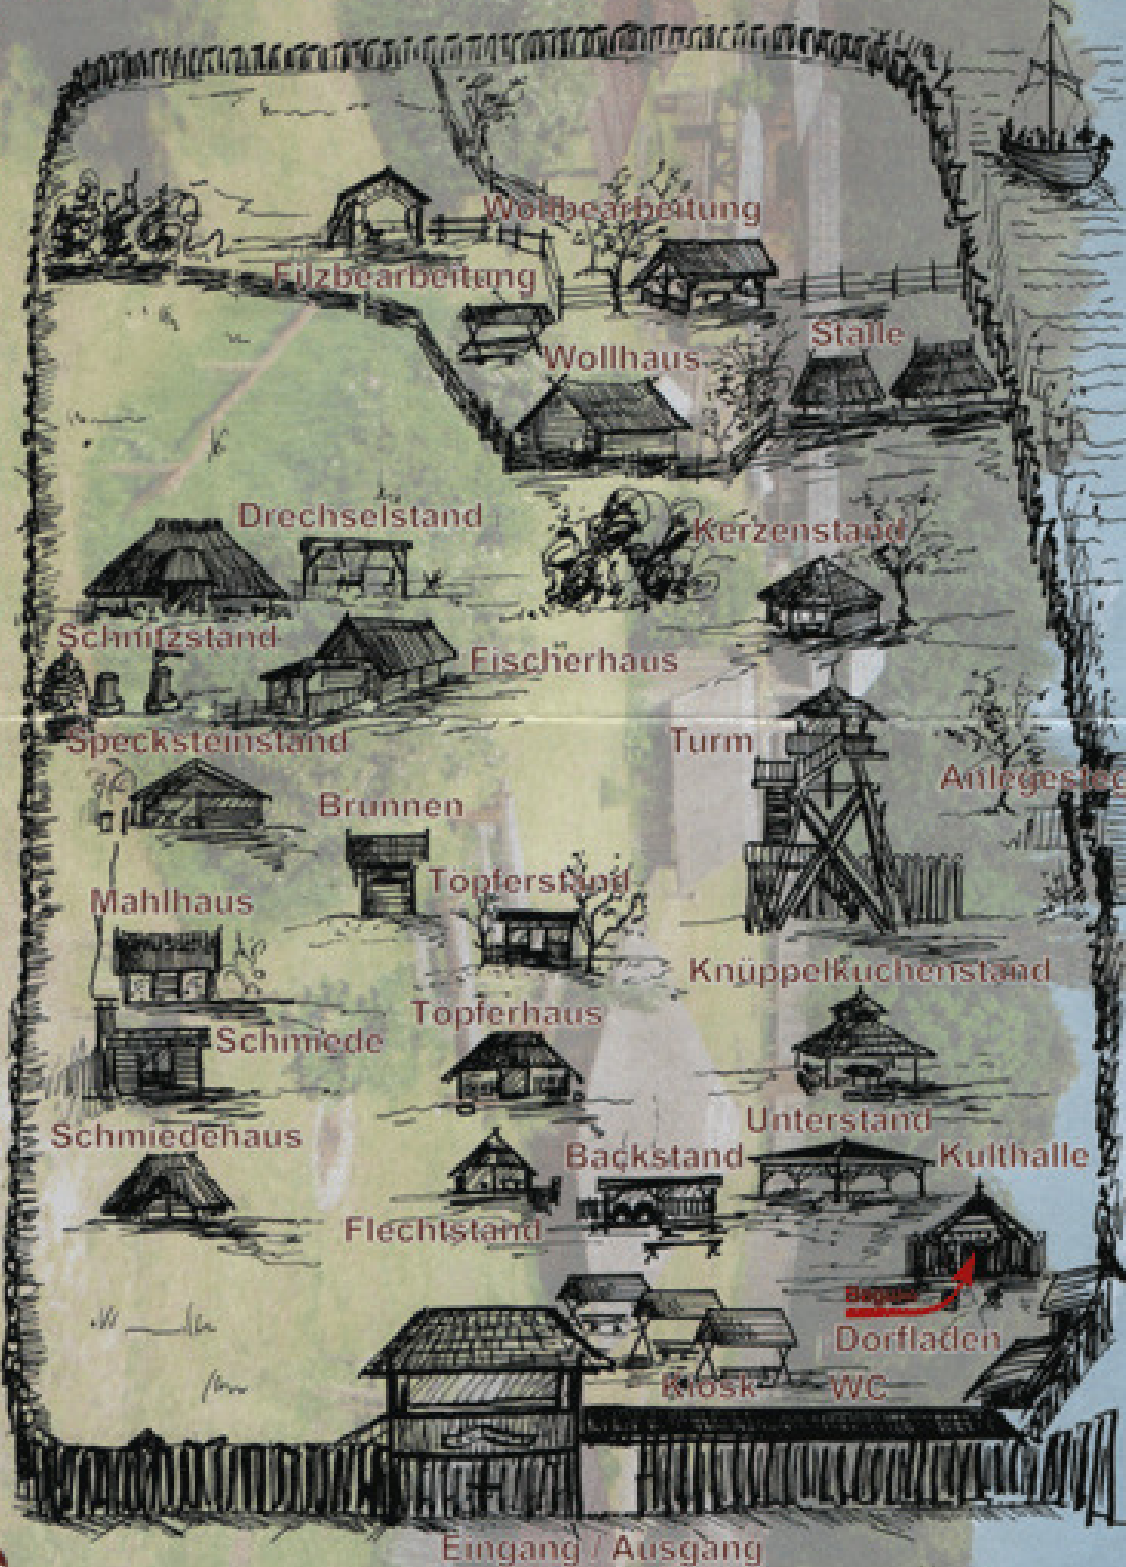 Wollbearbeitung
Filzbearbeitung
Ställe
Wollhaus
Drechselstand
Kerzenstand
Schnitzstand
Fischerhaus
Specksteinstand
Turm
Anlegesteg
Brunnen
Töpferstand
Mahlhaus
Knüppelkuchenstand
Töpferhaus
Schmiede
Unterstand
Schmiedehaus
Backstand
Kulthalle
Flechtstand
Dorfladen
Kiosk
WC
Eingang / Ausgang